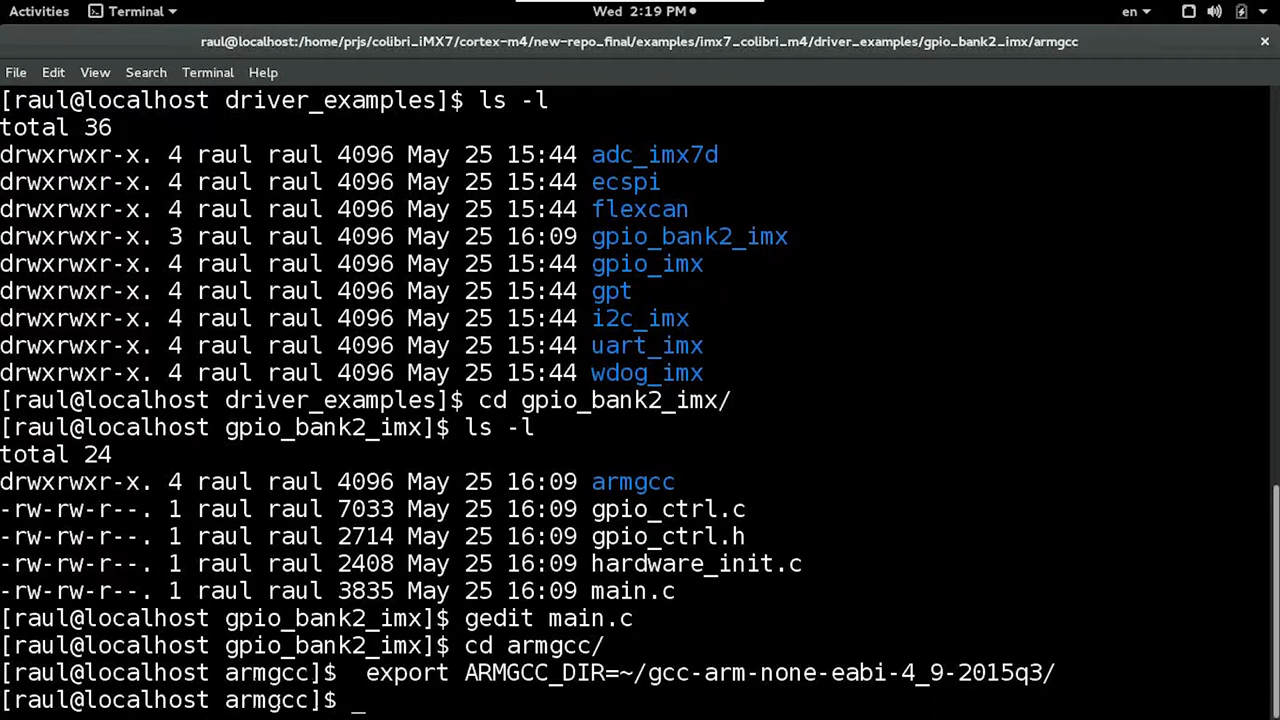 Activities Terminal Wed 2:19 PM en
raul@localhost:/home/prjs/colibri_iMX7/cortex-m4/new-repo_final/examples/imx7_colibri_m4/driver_examples/gpio_bank2_imx/armgcc
File Edit View Search Terminal Help
[raul@localhost driver_examples]$ ls -l
total 36
drwxrwxr-x. 4 raul raul 4096 May 25 15:44 adc_imx7d
drwxrwxr-x. 4 raul raul 4096 May 25 15:44 ecspi
drwxrwxr-x. 4 raul raul 4096 May 25 15:44 flexcan
drwxrwxr-x. 3 raul raul 4096 May 25 16:09 gpio_bank2_imx
drwxrwxr-x. 4 raul raul 4096 May 25 15:44 gpio_imx
drwxrwxr-x. 4 raul raul 4096 May 25 15:44 gpt
drwxrwxr-x. 4 raul raul 4096 May 25 15:44 i2c_imx
drwxrwxr-x. 4 raul raul 4096 May 25 15:44 uart_imx
drwxrwxr-x. 4 raul raul 4096 May 25 15:44 wdog_imx
[raul@localhost driver_examples]$ cd gpio_bank2_imx/
[raul@localhost gpio_bank2_imx]$ ls -l
total 24
drwxrwxr-x. 4 raul raul 4096 May 25 16:09 armgcc
-rw-rw-r--. 1 raul raul 7033 May 25 16:09 gpio_ctrl.c
-rw-rw-r--. 1 raul raul 2714 May 25 16:09 gpio_ctrl.h
-rw-rw-r--. 1 raul raul 2408 May 25 16:09 hardware_init.c
-rw-rw-r--. 1 raul raul 3835 May 25 16:09 main.c
[raul@localhost gpio_bank2_imx]$ gedit main.c
[raul@localhost gpio_bank2_imx]$ cd armgcc/
[raul@localhost armgcc]$  export ARMGCC_DIR=~/gcc-arm-none-eabi-4_9-2015q3/
[raul@localhost armgcc]$ _